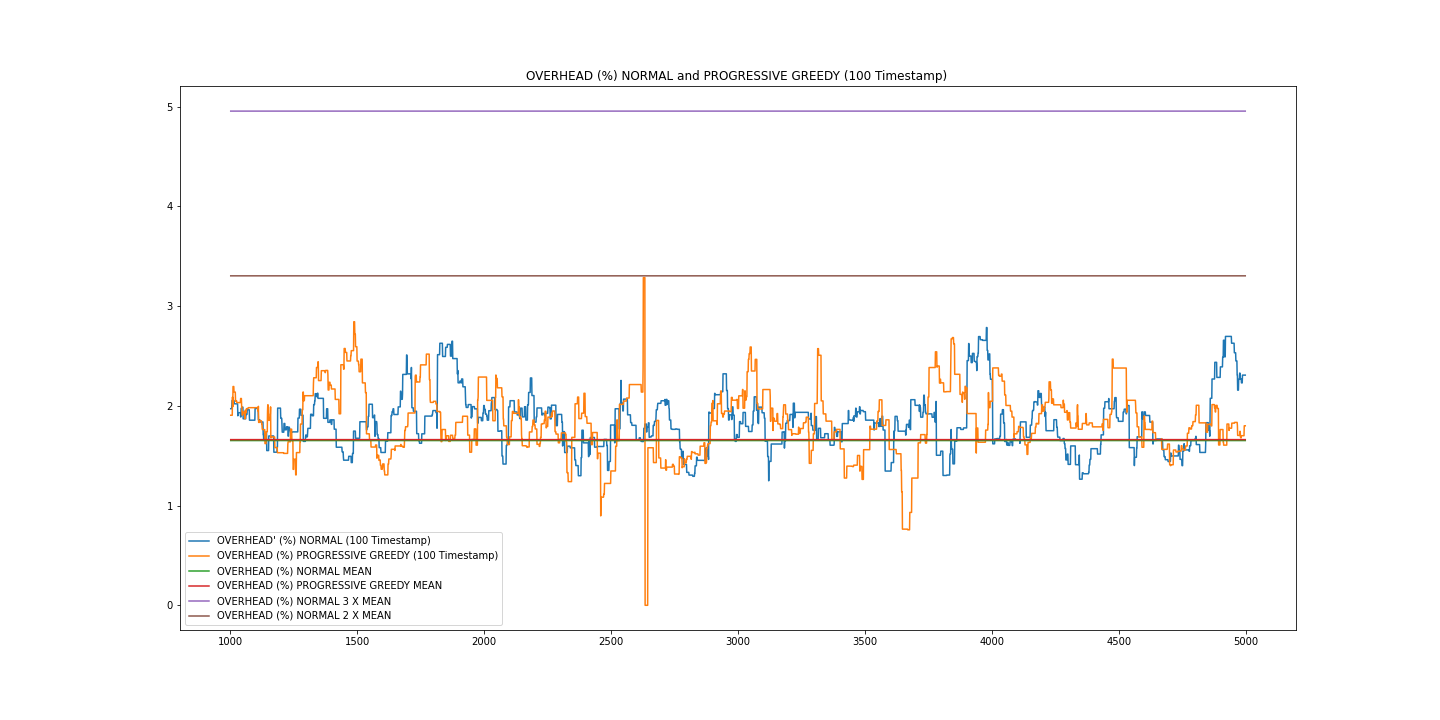 OVERHEAD (%) NORMAL and PROGRESSIVE GREEDY (100 Timestamp)
5
4
3
2
1
0
OVERHEAD' (%) NORMAL (100 Timestamp)
OVERHEAD (%) PROGRESSIVE GREEDY (100 Timestamp)
OVERHEAD (%) NORMAL MEAN
OVERHEAD (%) PROGRESSIVE GREEDY MEAN
OVERHEAD (%) NORMAL 3 X MEAN
OVERHEAD (%) NORMAL 2 X MEAN
1000 1500 2000 2500 3000 3500 4000 4500 5000